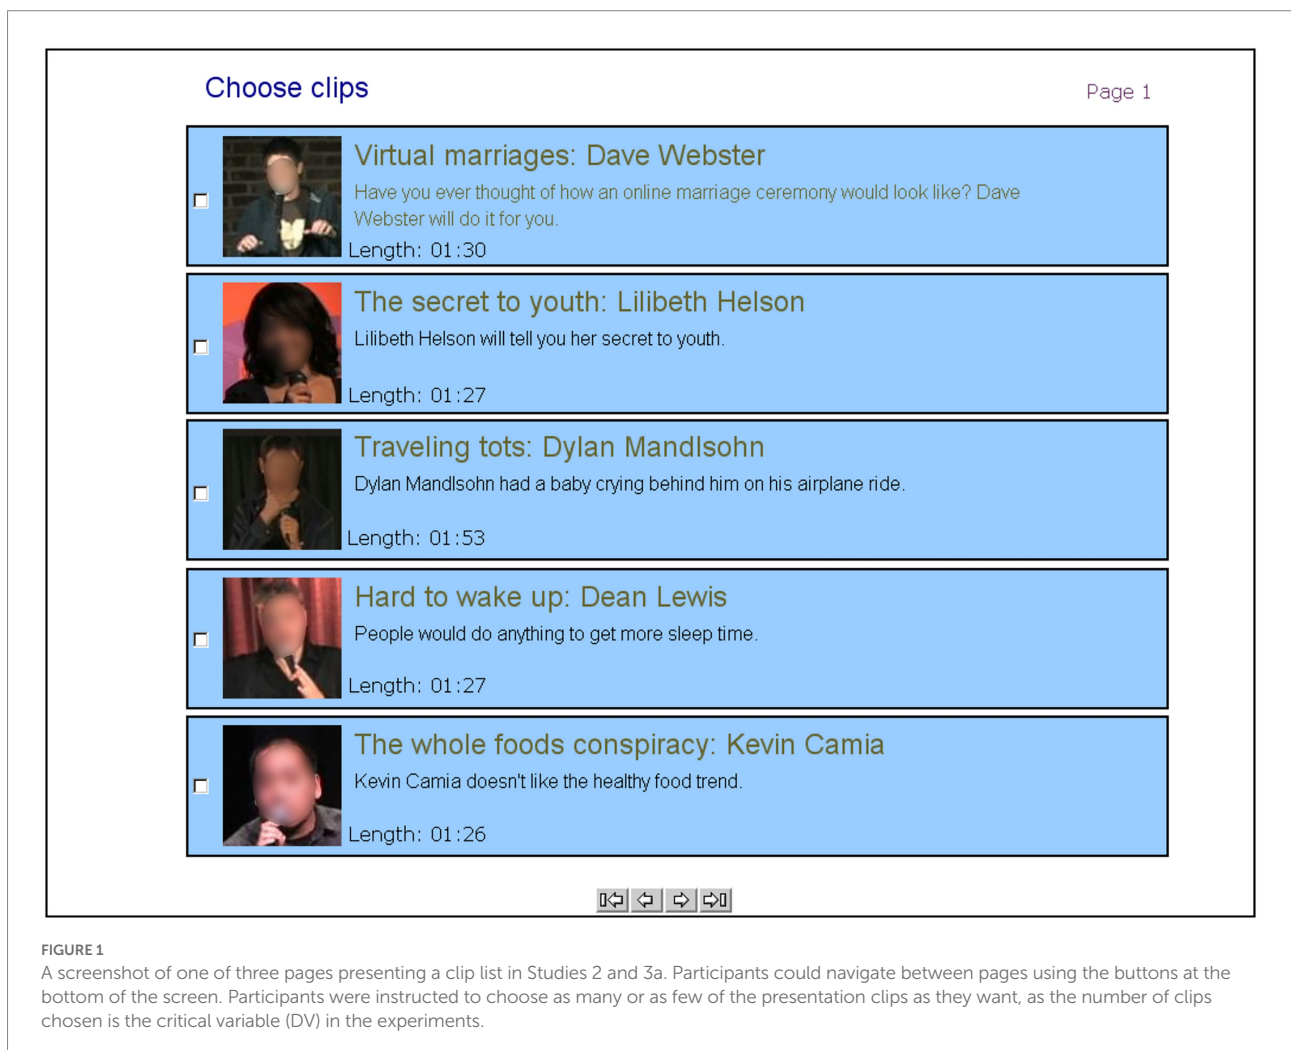 Choose clips
Page 1
Virtual marriages: Dave Webster
Have you ever thought of how an online marriage ceremony would look like? Dave
Webster will do it for you.
Length: 01:30
The secret to youth: Lilibeth Helson
Lilibeth Helson will tell you her secret to youth.
Length: 01:27
Traveling tots: Dylan Mandlsohn
Dylan Mandlsohn had a baby crying behind him on his airplane ride.
Length: 01:53
Hard to wake up: Dean Lewis
People would do anything to get more sleep time.
Length: 01:27
The whole foods conspiracy: Kevin Camia
Kevin Camia doesn't like the healthy food trend.
Length: 01:26
FIGURE 1
A screenshot of one of three pages presenting a clip list in Studies 2 and 3a. Participants could navigate between pages using the buttons at the
bottom of the screen. Participants were instructed to choose as many or as few of the presentation clips as they want, as the number of clips
chosen is the critical variable (DV) in the experiments.